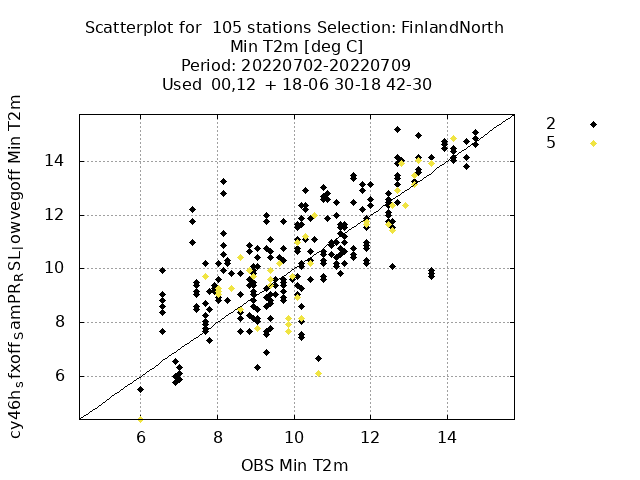 Scatterplot for 105 stations Selection: FinlandNorth
Min T2m [deg C]
Period: 20220702-20220709
Used 00,12 + 18-06 30-18 42-30
cy46h_sfxoff_samPR_RSL_lowvegoff Min T2m
2
5
14
12
10
8
6
6 8 10 12 14
OBS Min T2m